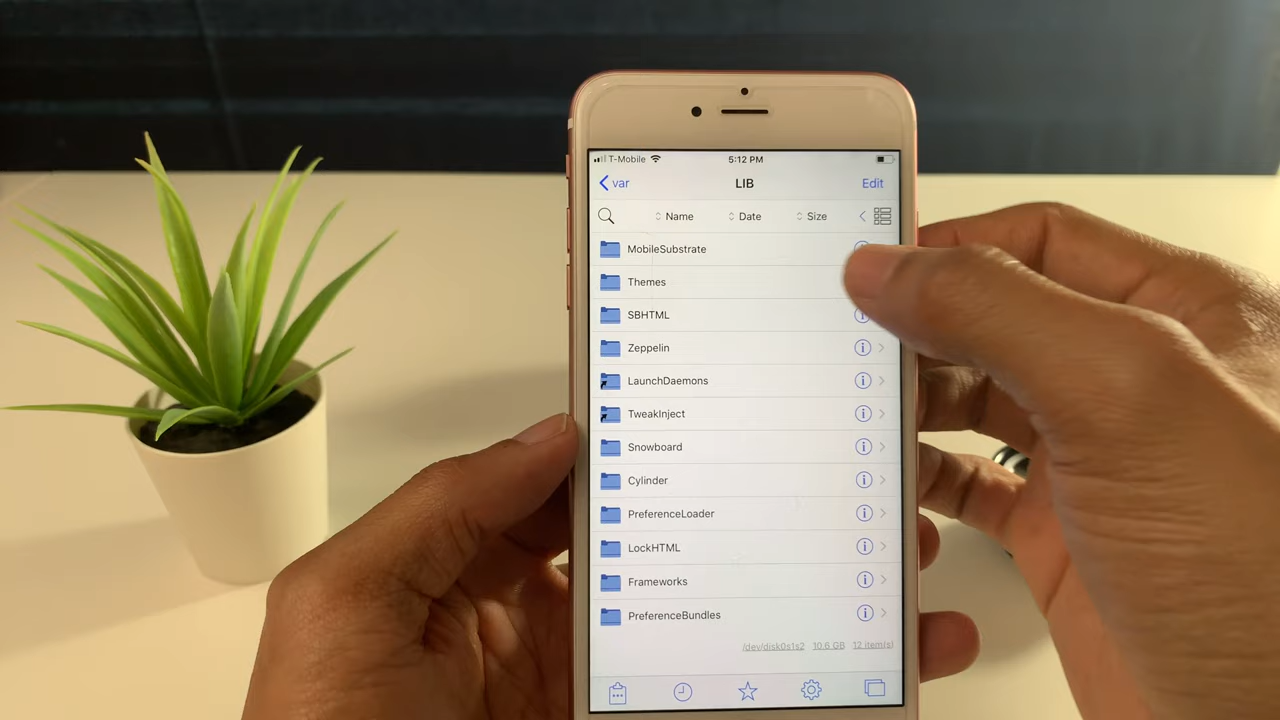 T-Mobile 5:12 PM
var LIB Edit
Name Date Size
MobileSubstrate
Themes
SBHTML
Zeppelin
LaunchDaemons
TweakInject
Snowboard
Cylinder
PreferenceLoader
LockHTML
Frameworks
PreferenceBundles
/dev/disk0s1s2 10.6 GB 12 item(s)